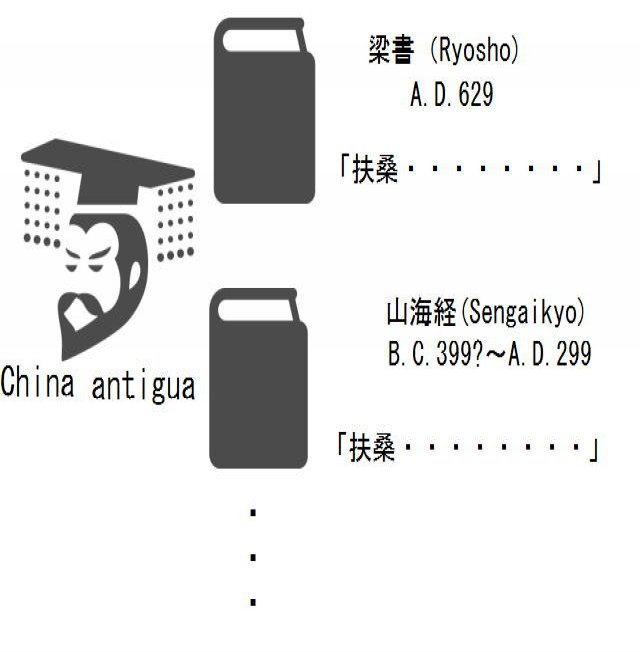 梁書 (Ryosho)
A.D.629
「扶桑・・・・・・・・」
山海経(Sengaikyo)
B.C.399?～A.D.299
China antigua
「扶桑・・・・・・・・」
・
・
・